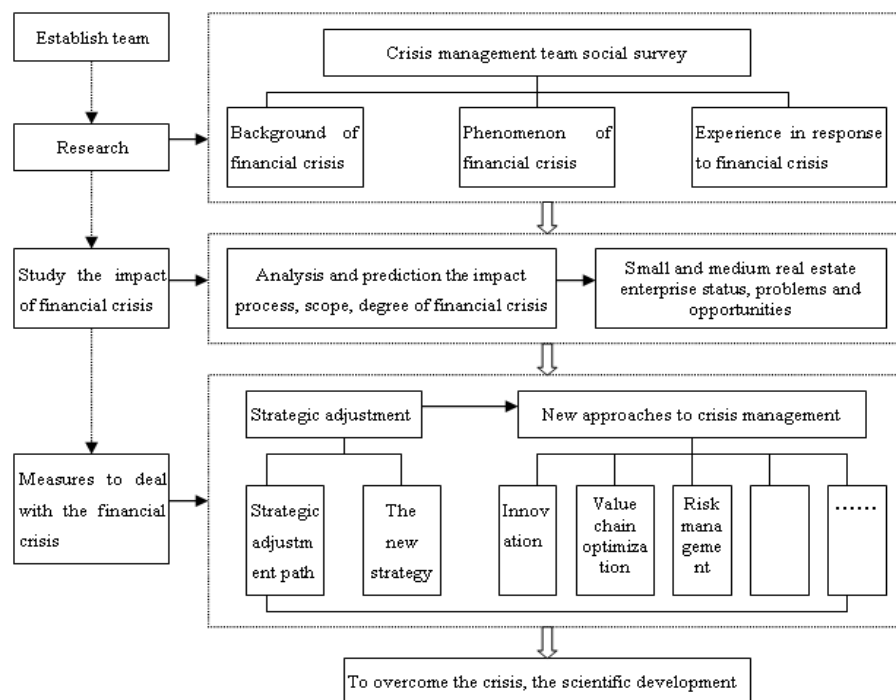 Establish team
Crisis management team social survey
Research
Background of
financial crisis
Phenomenon of
financial crisis
Experience in response
to financial crisis
Study the impact
of financial crisis
Analysis and prediction the impact
process, scope, degree of financial crisis
Small and medium real estate
enterprise status, problems and
opportunities
Strategic adjustment
New approaches to crisis management
Measures to deal
with the financial
crisis
Strategic
adjustm
ent path
The
new
strategy
Innov
ation
Value
chain
optimiza
tion
Risk
mana
geme
nt
……
To overcome the crisis, the scientific development